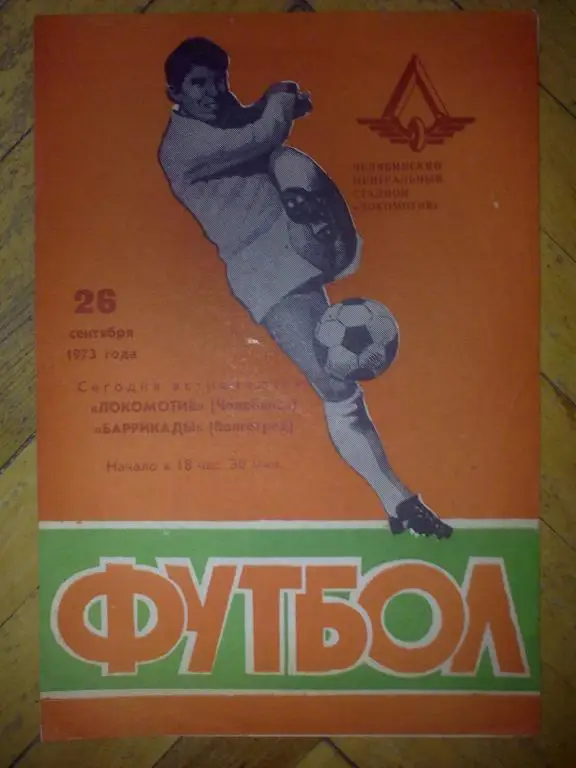 ЧЕЛЯБИНСКИЙ
ЦЕНТРАЛЬНЫЙ
СТАДИОН
«ЛОКОМОТИВ»
26
сентября
1973 года
Сегодня
«ЛОКОМОТИВ» (Челябинск)
«БАРРИКАДЫ» (Волгоград)
Начало в 18 час. 30 мин.
ФУТБОЛ